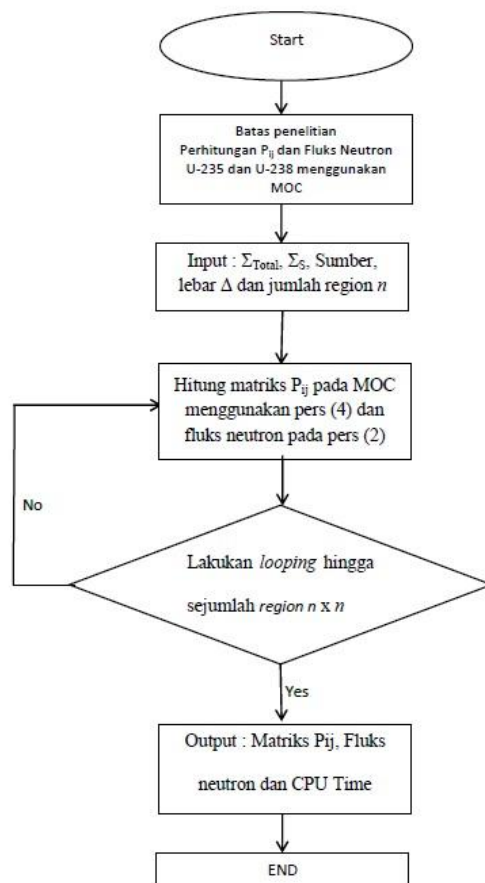 Start
Batas penelitian
Perhitungan Pij dan Fluks Neutron
U-235 dan U-238 menggunakan
MOC
Input : ΣTotal, ΣS, Sumber,
lebar Δ dan jumlah region n
Hitung matriks Pij pada MOC
menggunakan pers (4) dan
fluks neutron pada pers (2)
No
Lakukan looping hingga
sejumlah region n x n
Yes
Output : Matriks Pij, Fluks
neutron dan CPU Time
END